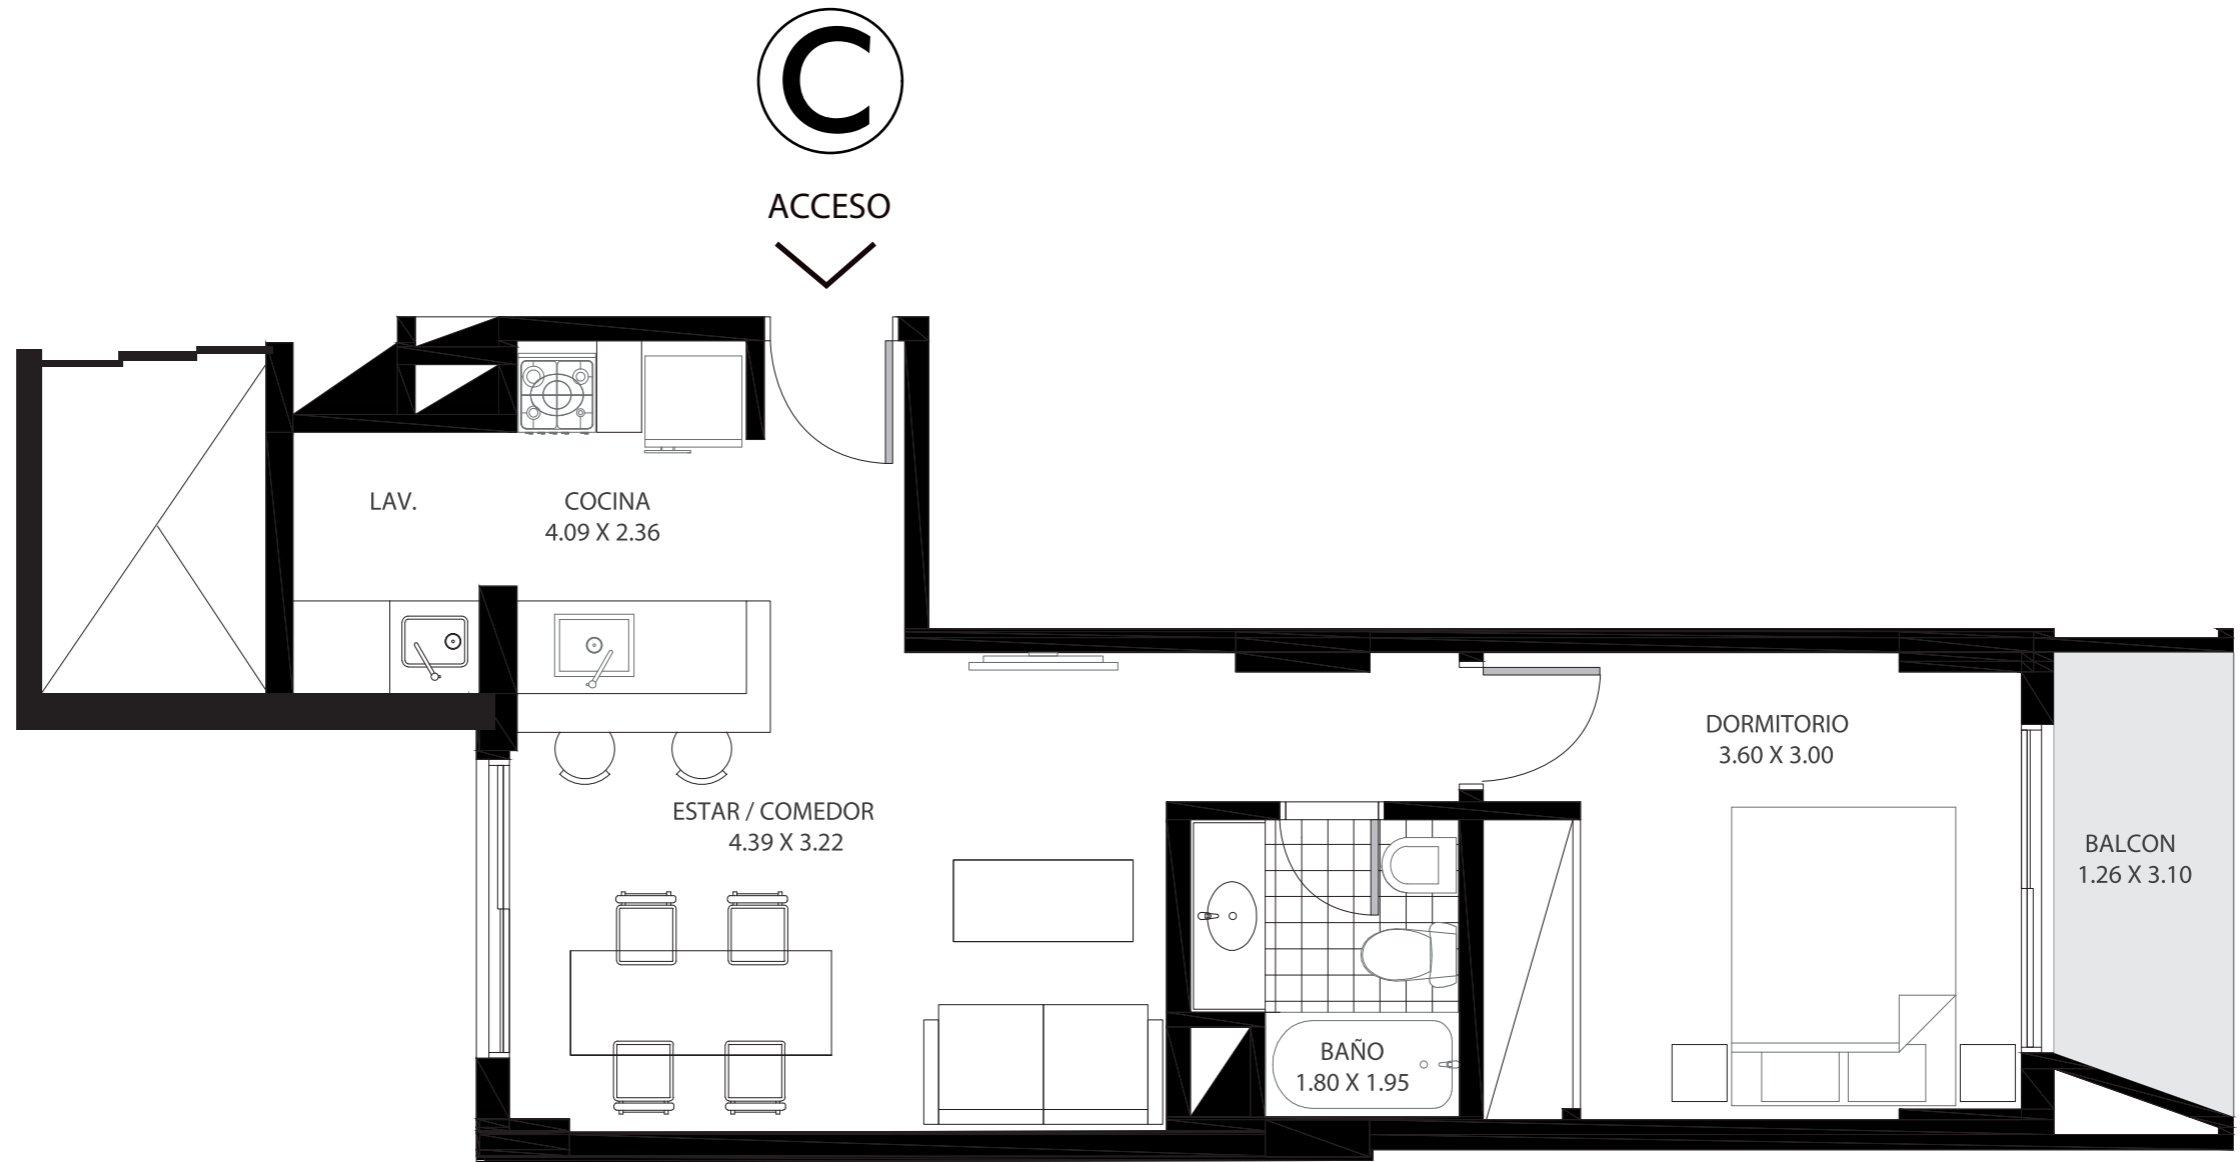 C
ACCESO
LAV.
COCINA
4.09 X 2.36
DORMITORIO
3.60 X 3.00
ESTAR / COMEDOR
4.39 X 3.22
BALCON
1.26 X 3.10
BAÑO
1.80 X 1.95